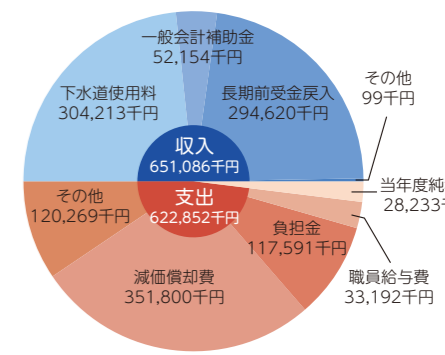 一般会計補助金
52,154千円
下水道使用料
304,213千円
長期前受金戻入
294,620千円
その他
99千円
収入
651,086千円
支出
622,852千円
当年度純
28,233千
その他
120,269千円
負担金
117,591千円
職員給与費
33,192千円
減価償却費
351,800千円